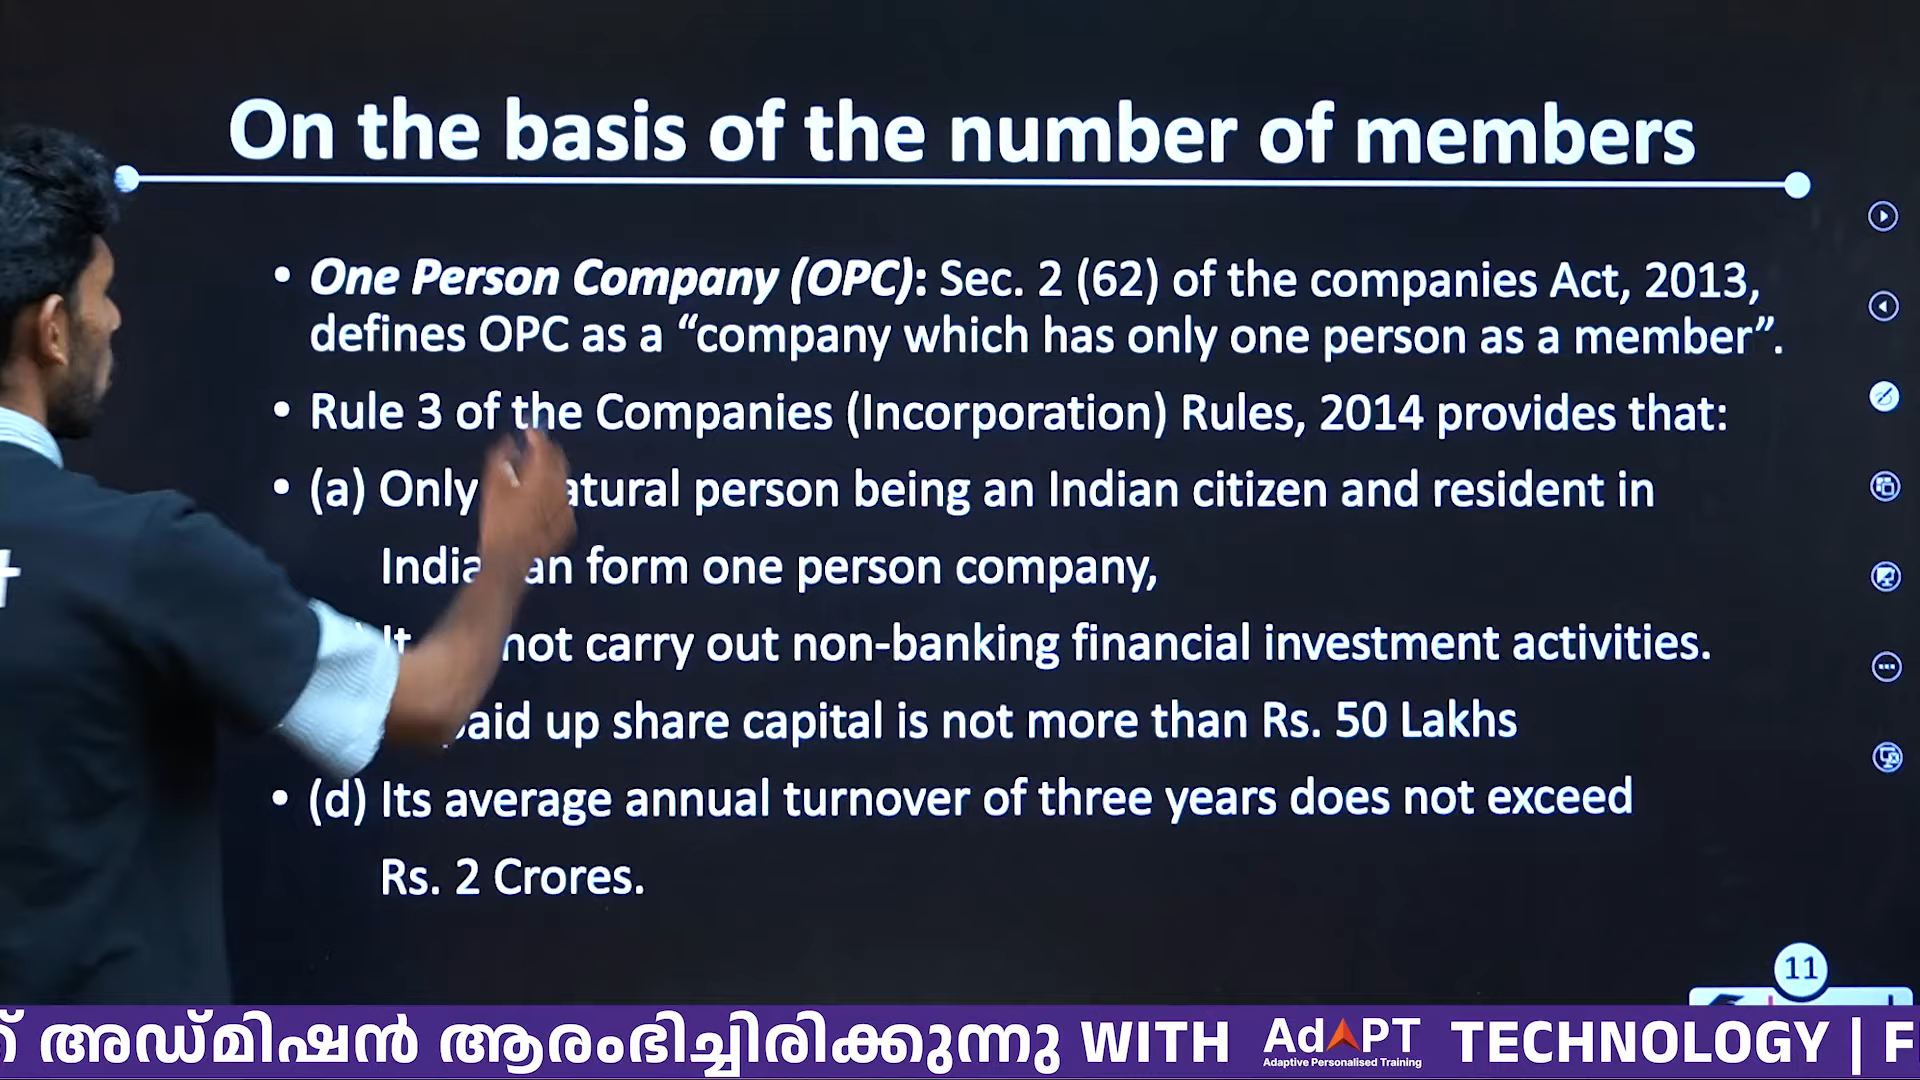 On the basis of the number of members
• One Person Company (OPC): Sec. 2 (62) of the companies Act, 2013,
defines OPC as a “company which has only one person as a member”.
• Rule 3 of the Companies (Incorporation) Rules, 2014 provides that:
• (a) Only atural person being an Indian citizen and resident in
India an form one person company,
It not carry out non-banking financial investment activities.
paid up share capital is not more than Rs. 50 Lakhs
• (d) Its average annual turnover of three years does not exceed
Rs. 2 Crores.
11
അഡ്മിഷൻ ആരംഭിച്ചിരിക്കുന്നു WITH AdAPT TECHNOLOGY | F
Adaptive Personalised Training